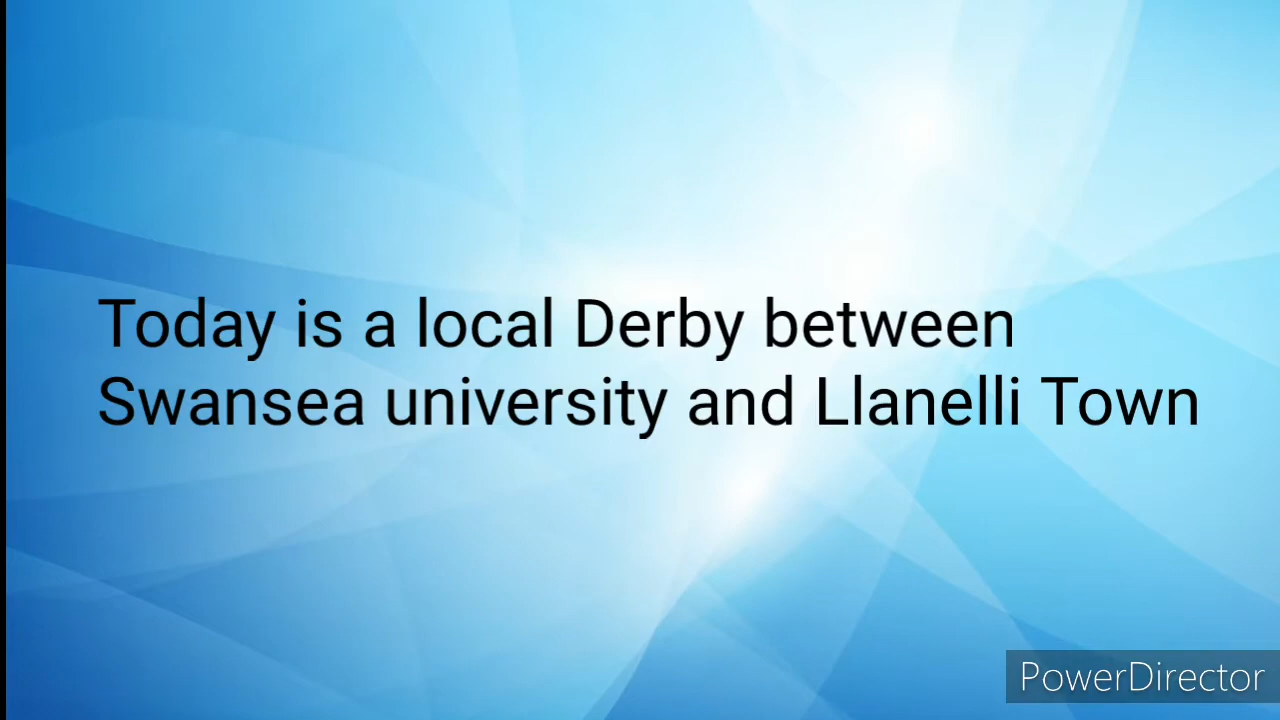 Today is a local Derby between
Swansea university and Llanelli Town
PowerDirector